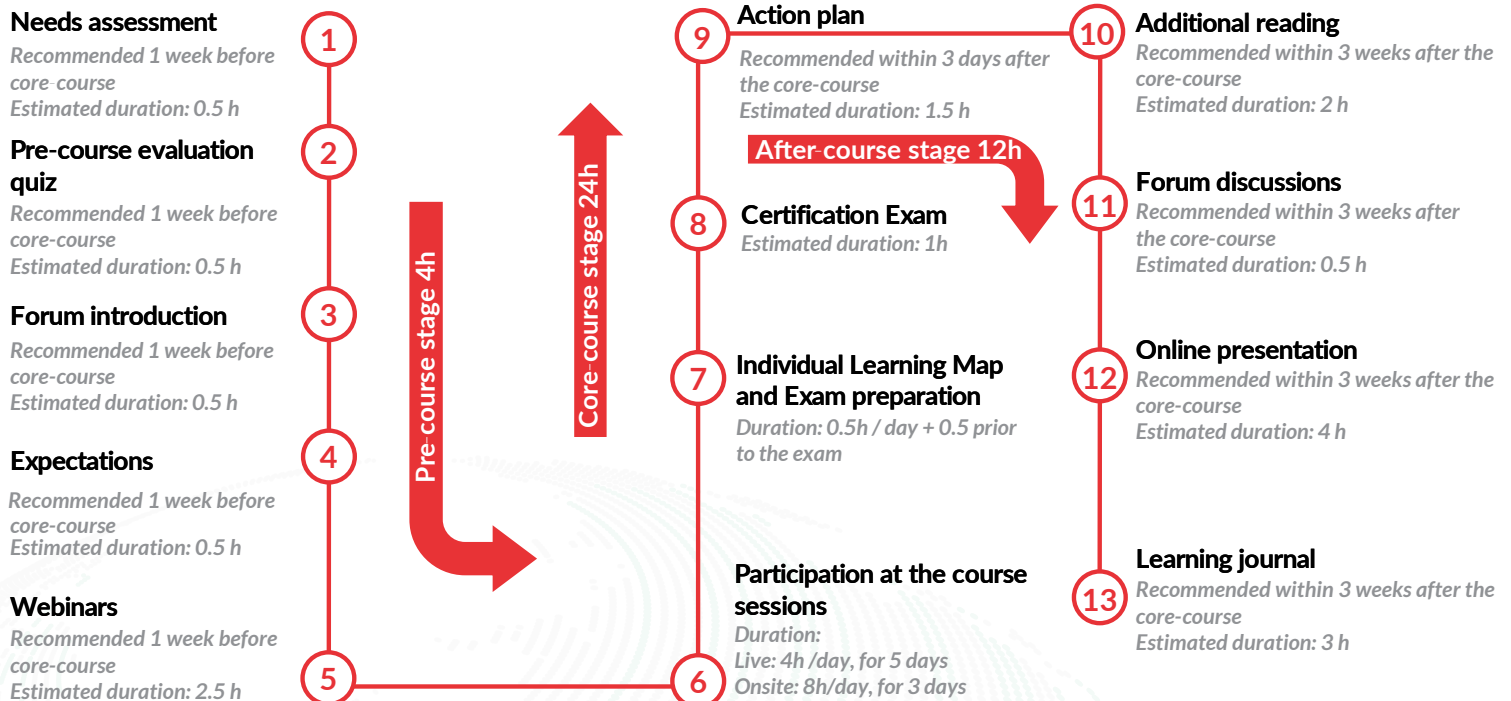 Needs assessment
1
Recommended 1 week before
core-course
Estimated duration: 0.5 h
2
Pre-course evaluation
quiz
Recommended 1 week before
core-course
Estimated duration: 0.5 h
3
Forum introduction
Recommended 1 week before
core-course
Estimated duration: 0.5 h
4
Expectations
Recommended 1 week before
core-course
Estimated duration: 0.5 h
Webinars
Recommended 1 week before
core-course
Estimated duration: 2.5 h
5
Pre-course stage 4h
Core-course stage 24h
6
Participation at the course
sessions
Duration:
Live: 4h /day, for 5 days
Onsite: 8h/day, for 3 days
7
Individual Learning Map
and Exam preparation
Duration: 0.5h / day + 0.5 prior
to the exam
8
Certification Exam
Estimated duration: 1h
9
Action plan
Recommended within 3 days after
the core-course
Estimated duration: 1.5 h
After-course stage 12h
10
Additional reading
Recommended within 3 weeks after the
core-course
Estimated duration: 2 h
11
Forum discussions
Recommended within 3 weeks after
the core-course
Estimated duration: 0.5 h
12
Online presentation
Recommended within 3 weeks after the
core-course
Estimated duration: 4 h
13
Learning journal
Recommended within 3 weeks after the
core-course
Estimated duration: 3 h